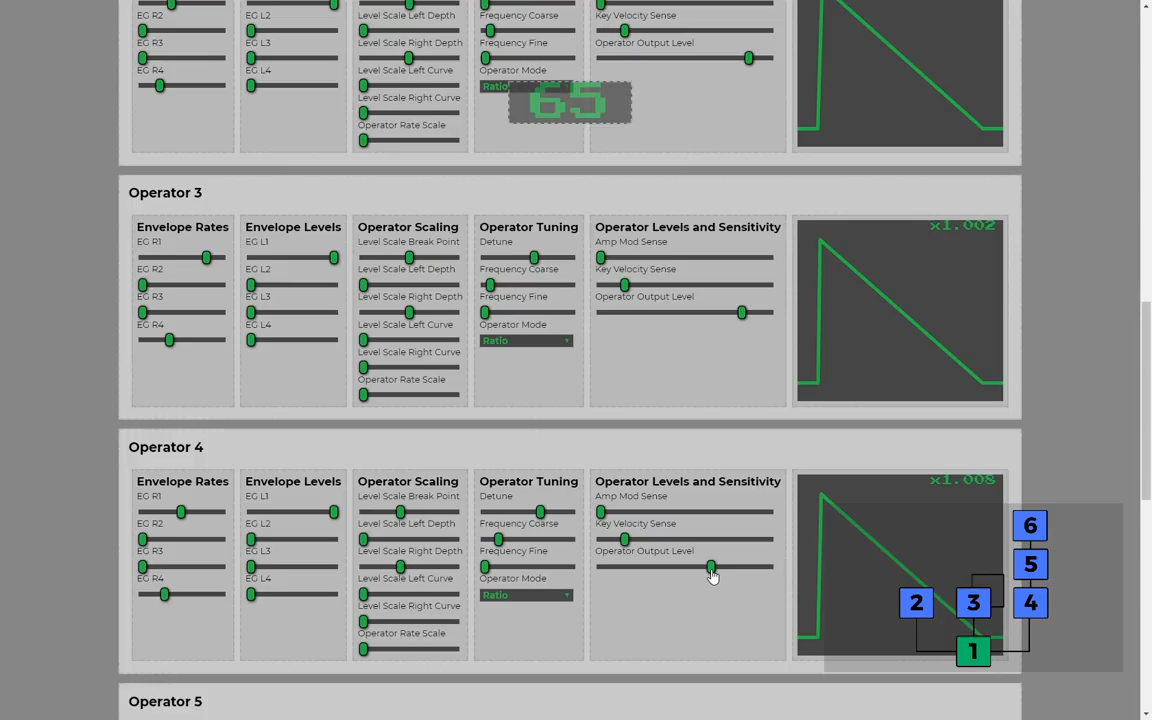 EG R2
EG R3
EG R4
EG L2
EG L3
EG L4
Level Scale Left Depth
Level Scale Right Depth
Level Scale Left Curve
Level Scale Right Curve
Operator Rate Scale
Frequency Coarse
Frequency Fine
Operator Mode
Ratio
65
Key Velocity Sense
Operator Output Level
Operator 3
Envelope Rates
EG R1
EG R2
EG R3
EG R4
Envelope Levels
EG L1
EG L2
EG L3
EG L4
Operator Scaling
Level Scale Break Point
Level Scale Left Depth
Level Scale Right Depth
Level Scale Left Curve
Level Scale Right Curve
Operator Rate Scale
Operator Tuning
Detune
Frequency Coarse
Frequency Fine
Operator Mode
Ratio
Operator Levels and Sensitivity
Amp Mod Sense
Key Velocity Sense
Operator Output Level
x1.002
Operator 4
Envelope Rates
EG R1
EG R2
EG R3
EG R4
Envelope Levels
EG L1
EG L2
EG L3
EG L4
Operator Scaling
Level Scale Break Point
Level Scale Left Depth
Level Scale Right Depth
Level Scale Left Curve
Level Scale Right Curve
Operator Rate Scale
Operator Tuning
Detune
Frequency Coarse
Frequency Fine
Operator Mode
Ratio
Operator Levels and Sensitivity
Amp Mod Sense
Key Velocity Sense
Operator Output Level
x1.008
6
5
2 3 4
1
Operator 5